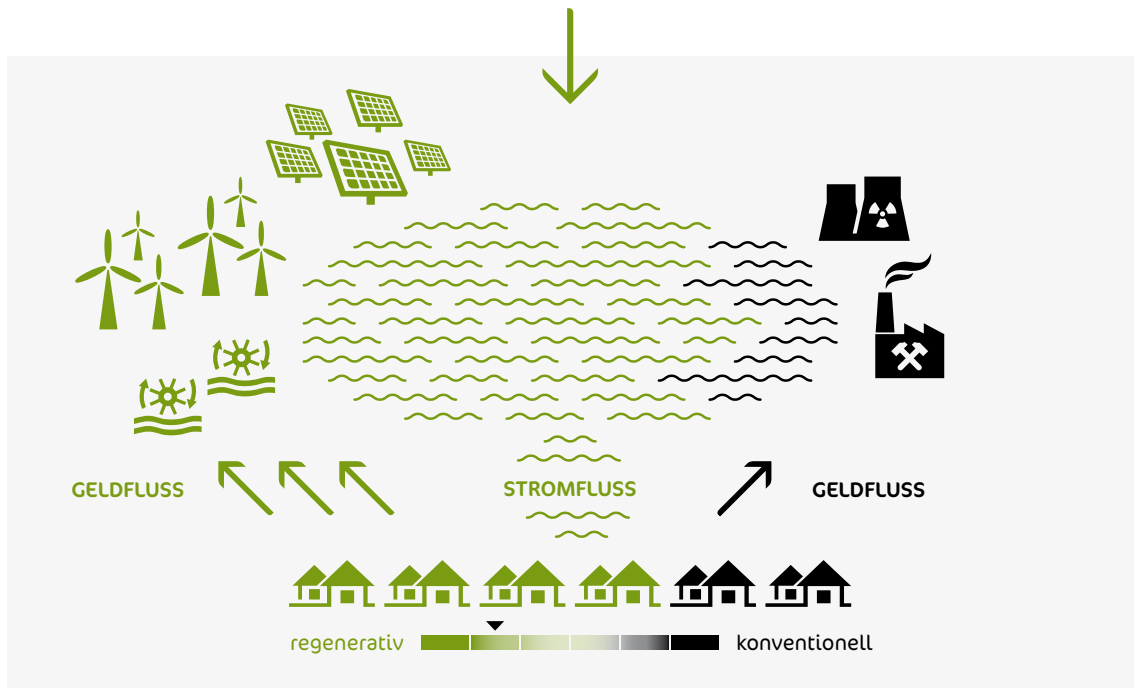 GELDFLUSS
STROMFLUSS
GELDFLUSS
regenerativ
konventionell